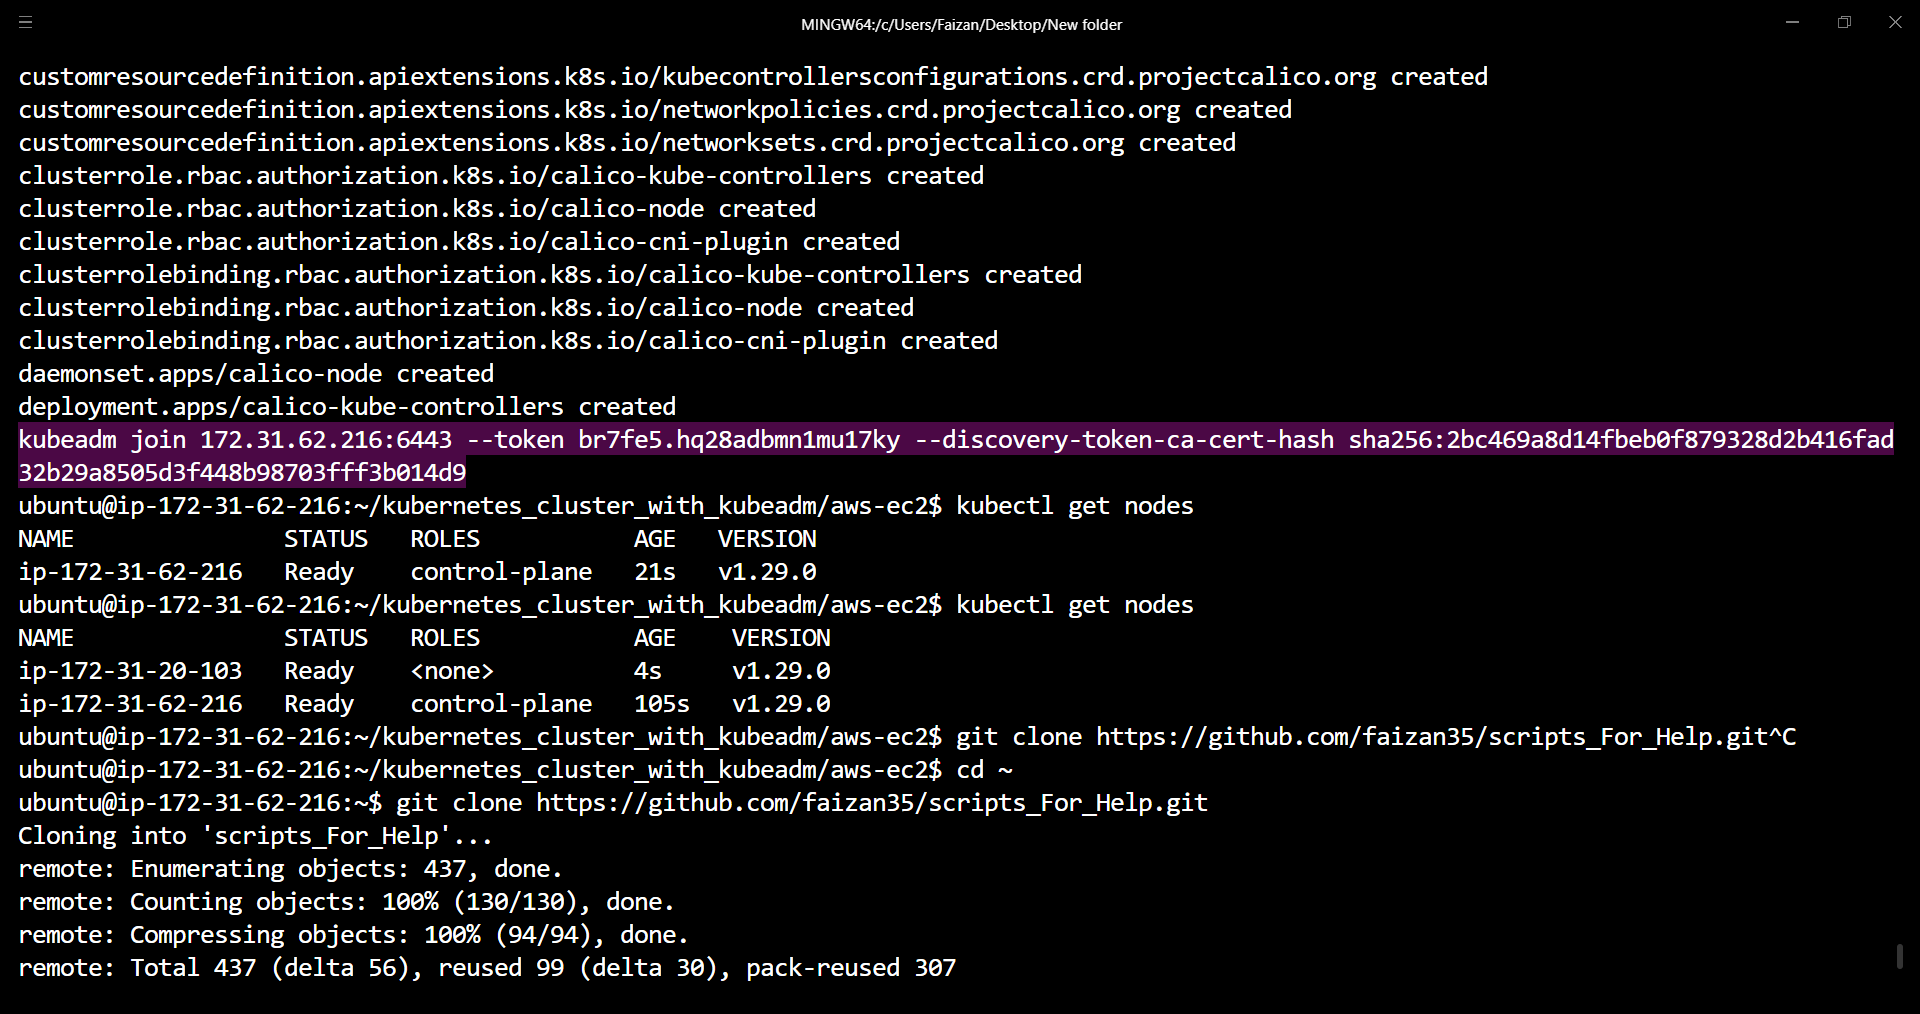 MINGW64:/c/Users/Faizan/Desktop/New folder
customresourcedefinition.apiextensions.k8s.io/kubecontrollersconfigurations.crd.projectcalico.org created
customresourcedefinition.apiextensions.k8s.io/networkpolicies.crd.projectcalico.org created
customresourcedefinition.apiextensions.k8s.io/networksets.crd.projectcalico.org created
clusterrole.rbac.authorization.k8s.io/calico-kube-controllers created
clusterrole.rbac.authorization.k8s.io/calico-node created
clusterrole.rbac.authorization.k8s.io/calico-cni-plugin created
clusterrolebinding.rbac.authorization.k8s.io/calico-kube-controllers created
clusterrolebinding.rbac.authorization.k8s.io/calico-node created
clusterrolebinding.rbac.authorization.k8s.io/calico-cni-plugin created
daemonset.apps/calico-node created
deployment.apps/calico-kube-controllers created
kubeadm join 172.31.62.216:6443 --token br7fe5.hq28adbmn1mu17ky --discovery-token-ca-cert-hash sha256:2bc469a8d14fbeb0f879328d2b416fad
32b29a8505d3f448b98703fff3b014d9
ubuntu@ip-172-31-62-216:~/kubernetes_cluster_with_kubeadm/aws-ec2$ kubectl get nodes
NAME               STATUS   ROLES           AGE   VERSION
ip-172-31-62-216   Ready    control-plane   21s   v1.29.0
ubuntu@ip-172-31-62-216:~/kubernetes_cluster_with_kubeadm/aws-ec2$ kubectl get nodes
NAME               STATUS   ROLES           AGE    VERSION
ip-172-31-20-103   Ready    <none>          4s     v1.29.0
ip-172-31-62-216   Ready    control-plane   105s   v1.29.0
ubuntu@ip-172-31-62-216:~/kubernetes_cluster_with_kubeadm/aws-ec2$ git clone https://github.com/faizan35/scripts_For_Help.git^C
ubuntu@ip-172-31-62-216:~/kubernetes_cluster_with_kubeadm/aws-ec2$ cd ~
ubuntu@ip-172-31-62-216:~$ git clone https://github.com/faizan35/scripts_For_Help.git
Cloning into 'scripts_For_Help'...
remote: Enumerating objects: 437, done.
remote: Counting objects: 100% (130/130), done.
remote: Compressing objects: 100% (94/94), done.
remote: Total 437 (delta 56), reused 99 (delta 30), pack-reused 307